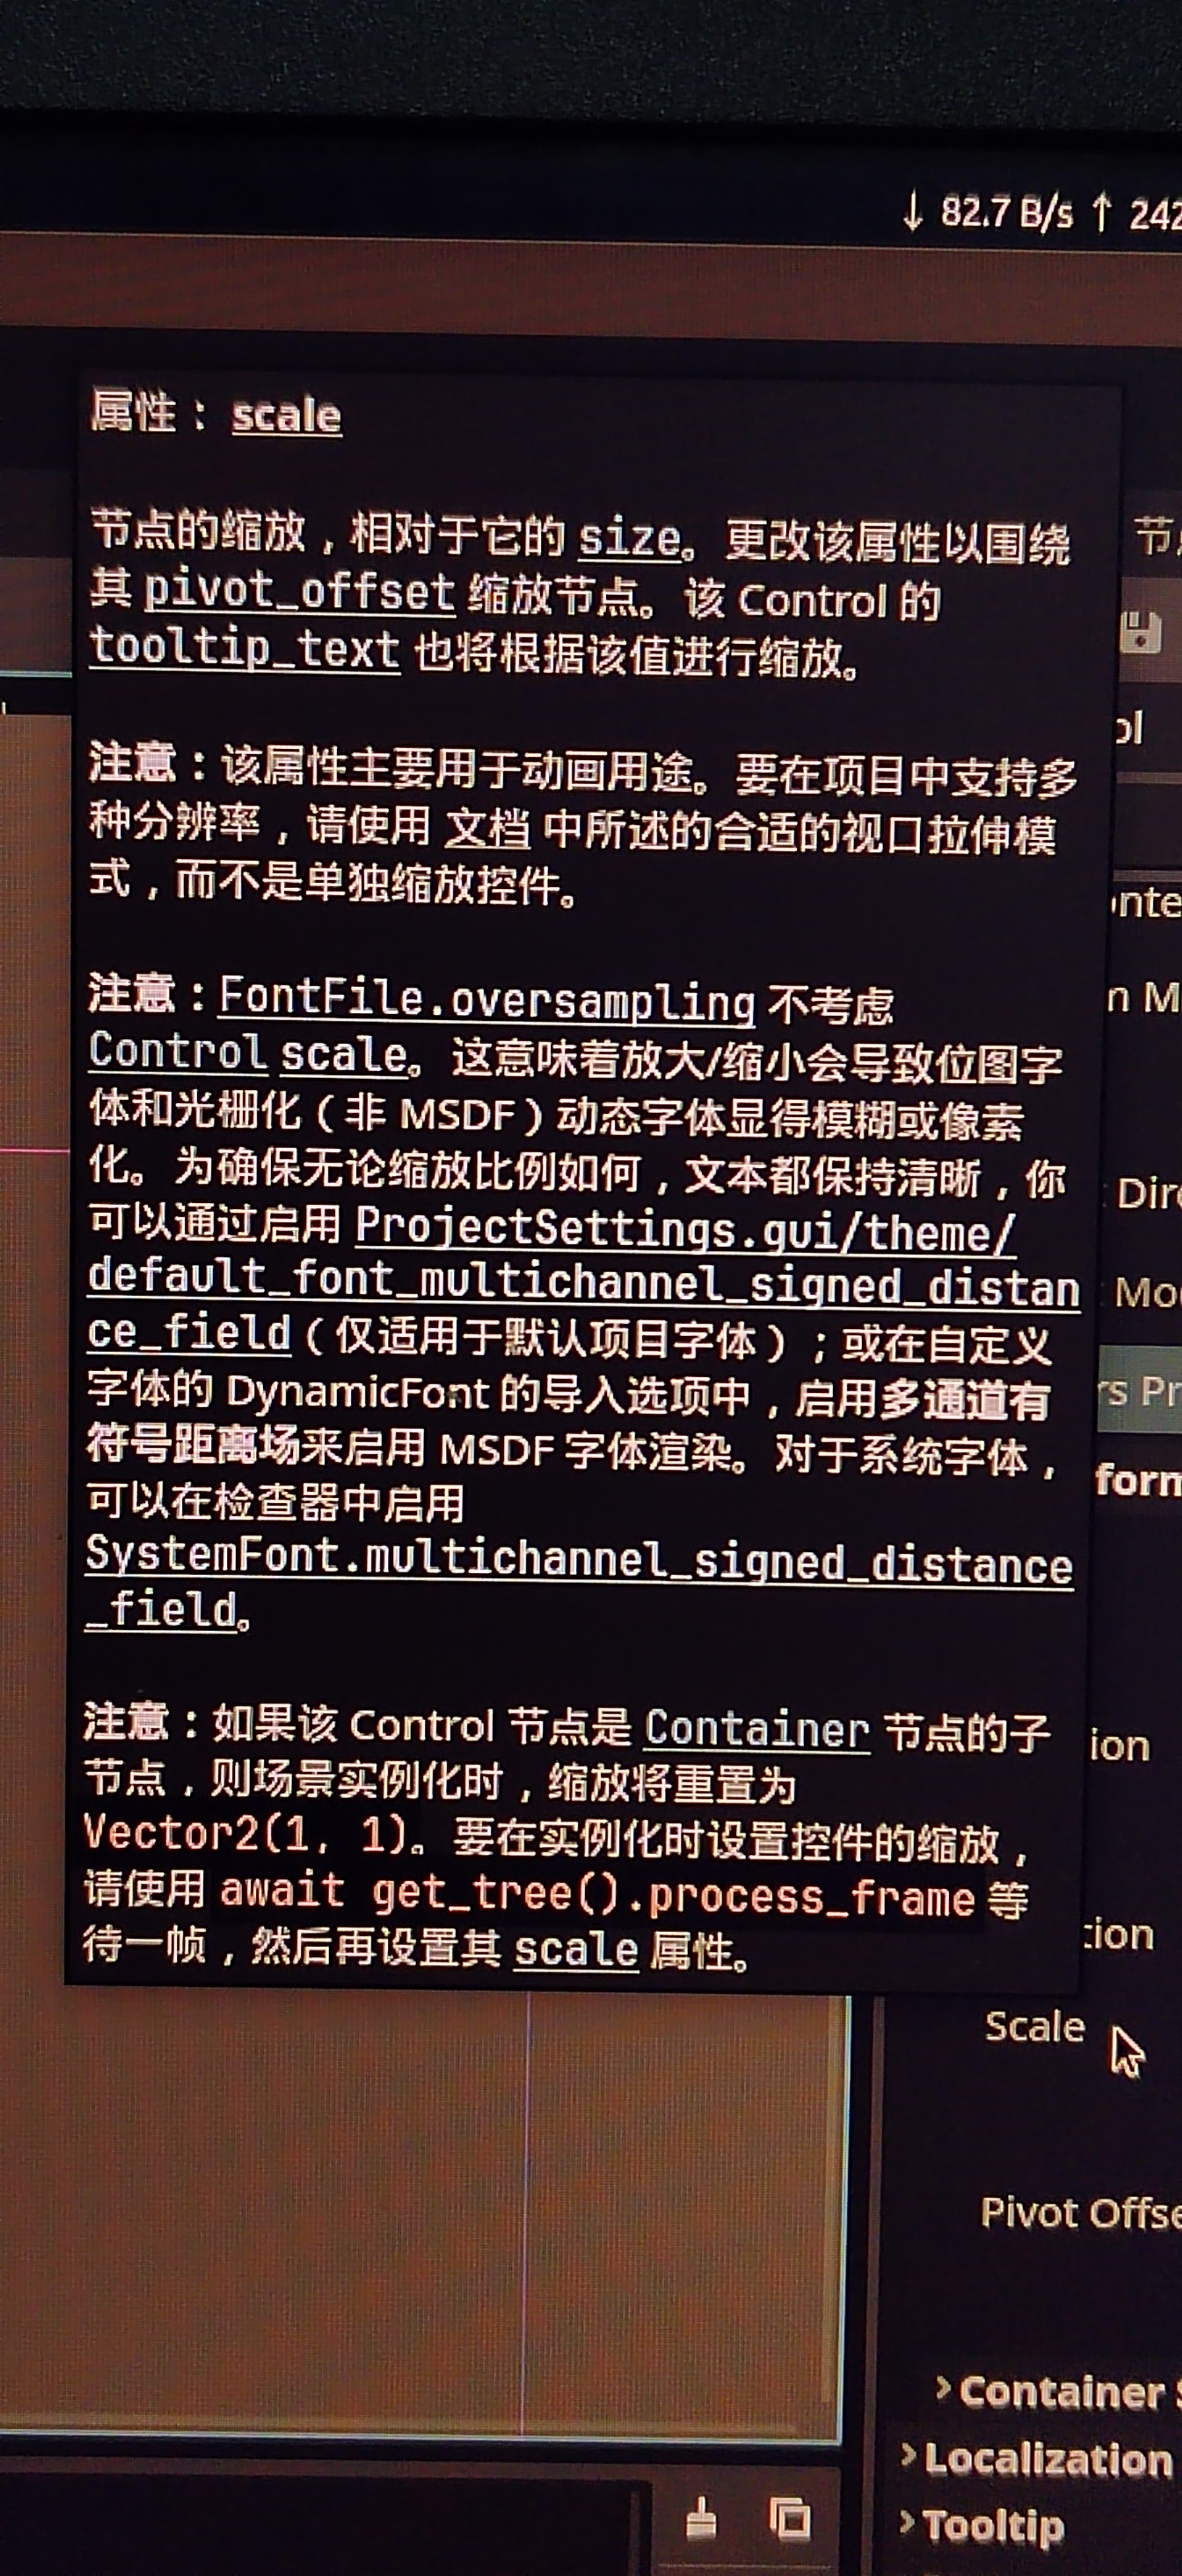 ↓ 82.7 B/s ↑ 242
属性：scale
节点的缩放，相对于它的 size。更改该属性以围绕
其 pivot_offset 缩放节点。该 Control 的
tooltip_text 也将根据该值进行缩放。
注意：该属性主要用于动画用途。要在项目中支持多
种分辨率，请使用 文档 中所述的合适的视口拉伸模
式，而不是单独缩放控件。
注意：FontFile.oversampling 不考虑
Control scale。这意味着放大/缩小会导致位图字
体和光栅化（非 MSDF）动态字体显得模糊或像素
化。为确保无论缩放比例如何，文本都保持清晰，你
可以通过启用 ProjectSettings.gui/theme/
default_font_multichannel_signed_distan
ce_field（仅适用于默认项目字体）；或在自定义
字体的 DynamicFont 的导入选项中，启用多通道有
符号距离场来启用 MSDF 字体渲染。对于系统字体，
可以在检查器中启用
SystemFont.multichannel_signed_distance
_field。
注意：如果该 Control 节点是 Container 节点的子
节点，则场景实例化时，缩放将重置为
Vector2(1, 1)。要在实例化时设置控件的缩放，
请使用 await get_tree().process_frame 等
待一帧，然后再设置其 scale 属性。
节
ol
nte
n M
Dir
Mo
rs Pr
form
ion
tion
Scale
Pivot Offse
Container S
Localization
Tooltip